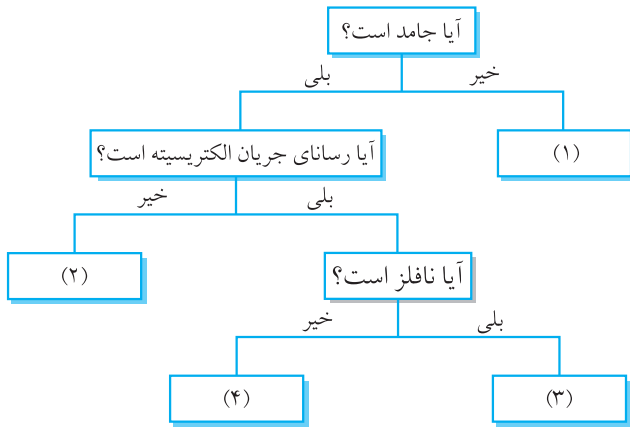 آیا جامد است؟
بلی
خیر
آیا رسانای جریان الکتریسیته است؟
(۱)
خیر
بلی
(۲)
آیا نافلز است؟
خیر
بلی
(۴)
(۳)